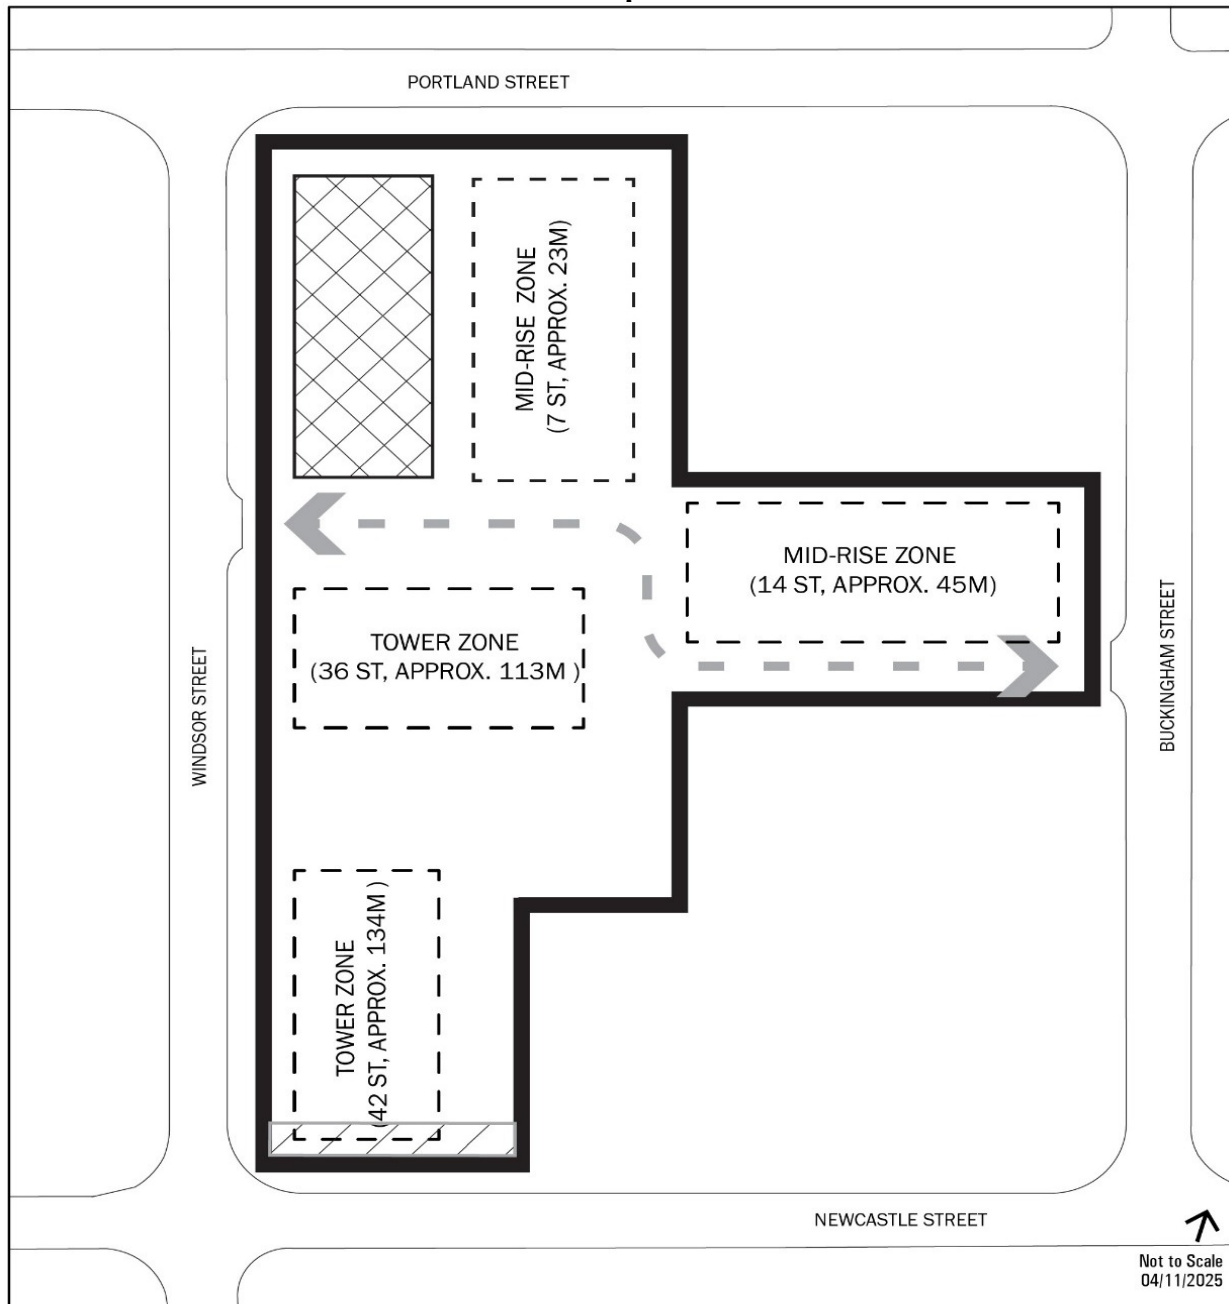 PORTLAND STREET
MID-RISE ZONE
(7 ST, APPROX. 23M)
MID-RISE ZONE
(14 ST, APPROX. 45M)
TOWER ZONE
(36 ST, APPROX. 113M )
WINDSOR STREET
BUCKINGHAM STREET
TOWER ZONE
(42 ST, APPROX. 134M )
NEWCASTLE STREET
Not to Scale
04/11/2025